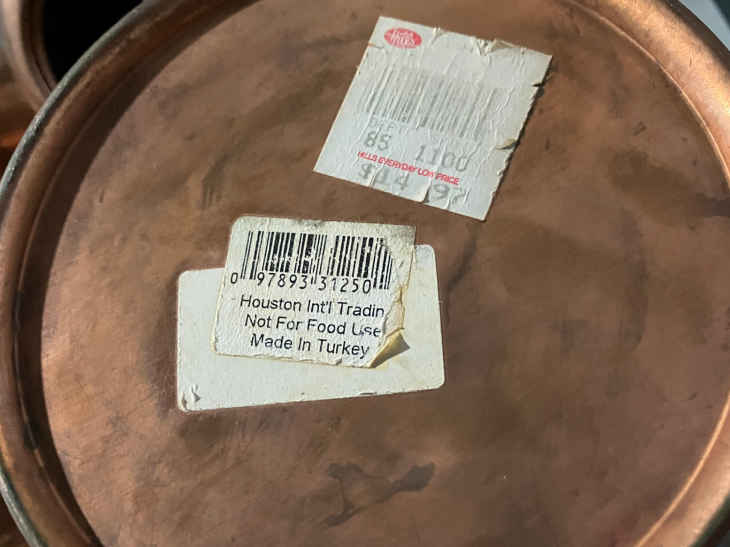 DEPT
85 1100
HILLS EVERYDAY LOW PRICE
$14 97
0 97893 31250
Houston Int'l Tradin
Not For Food Use
Made In Turkey